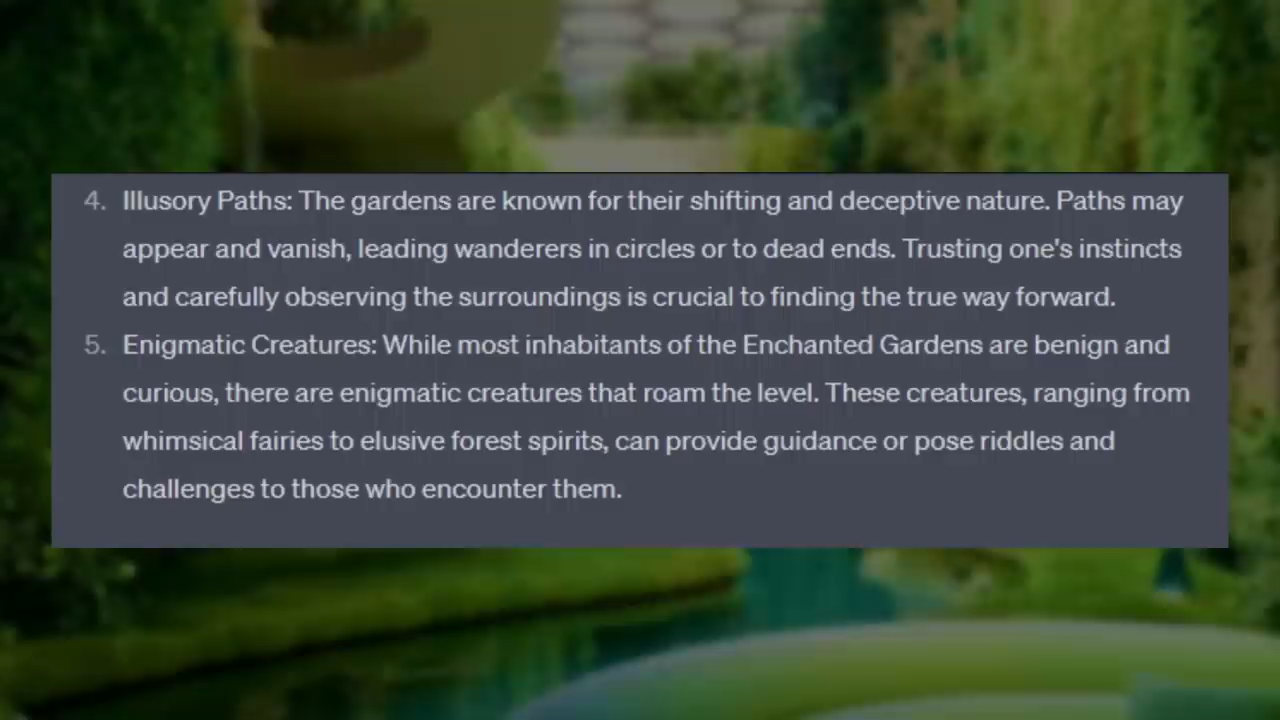 4. Illusory Paths: The gardens are known for their shifting and deceptive nature. Paths may
appear and vanish, leading wanderers in circles or to dead ends. Trusting one's instincts
and carefully observing the surroundings is crucial to finding the true way forward.
5. Enigmatic Creatures: While most inhabitants of the Enchanted Gardens are benign and
curious, there are enigmatic creatures that roam the level. These creatures, ranging from
whimsical fairies to elusive forest spirits, can provide guidance or pose riddles and
challenges to those who encounter them.